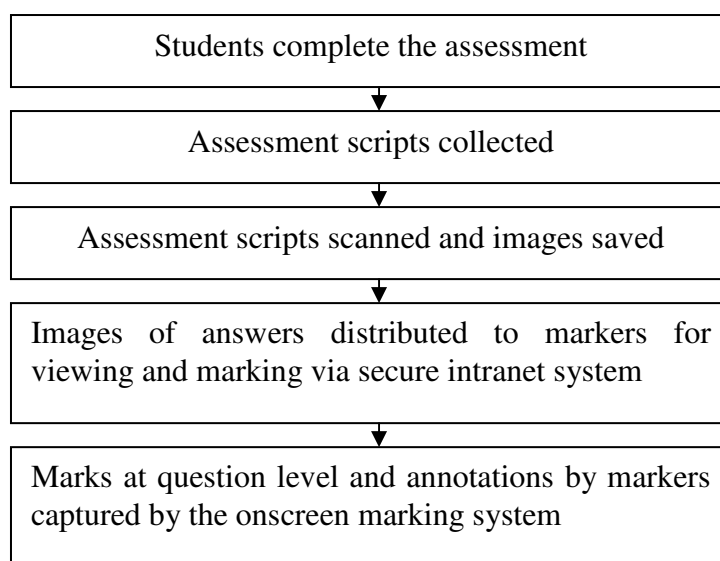 Students complete the assessment
Assessment scripts collected
Assessment scripts scanned and images saved
Images of answers distributed to markers for
viewing and marking via secure intranet system
Marks at question level and annotations by markers
captured by the onscreen marking system